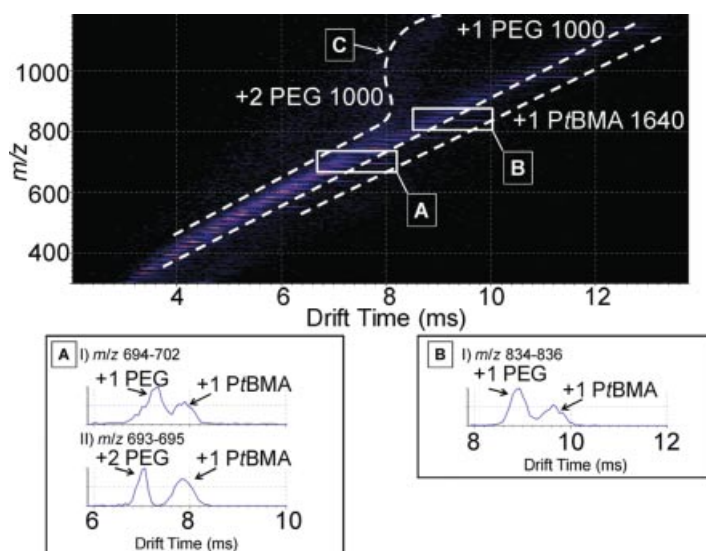 1000
800
600
400
m/z
+1 PEG 1000
C
+2 PEG 1000
+1 PtBMA 1640
B
A
4 6 8 10 12
Drift Time (ms)
A I) m/z 694-702
+1 PEG +1 PtBMA
II) m/z 693-695
+2 PEG +1 PtBMA
6 8 10
Drift Time (ms)
B I) m/z 834-836
+1 PEG +1 PtBMA
8 10 12
Drift Time (ms)